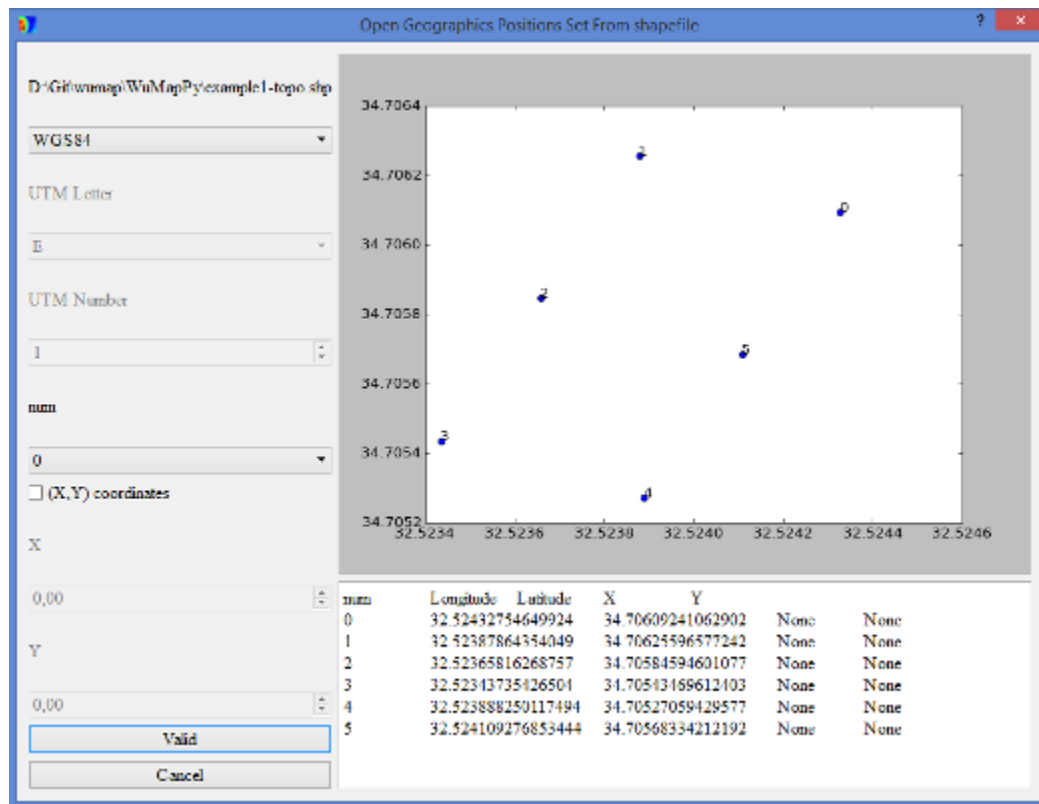 Open Geographics Positions Set From shapefile
?
×
D:\Git\wumap\WuMapPy\example1-topo.shp
WGS84
UTM Letter
E
UTM Number
1
num
0
(X,Y) coordinates
X
0,00
Y
0,00
Valid
Cancel
34.7064
34.7062
34.7060
34.7058
34.7056
34.7054
34.7052
1
0
2
5
3
4
32.5234 32.5236 32.5238 32.5240 32.5242 32.5244 32.5246
num Longitude Latitude X Y
0 32.52432754649924 34.70609241062902 None None
1 32.52387864354049 34.70625596577242 None None
2 32.52365816268757 34.70584594601077 None None
3 32.52343735426504 34.70543469612403 None None
4 32.523888250117494 34.70527059429577 None None
5 32.524109276853444 34.70568334212192 None None